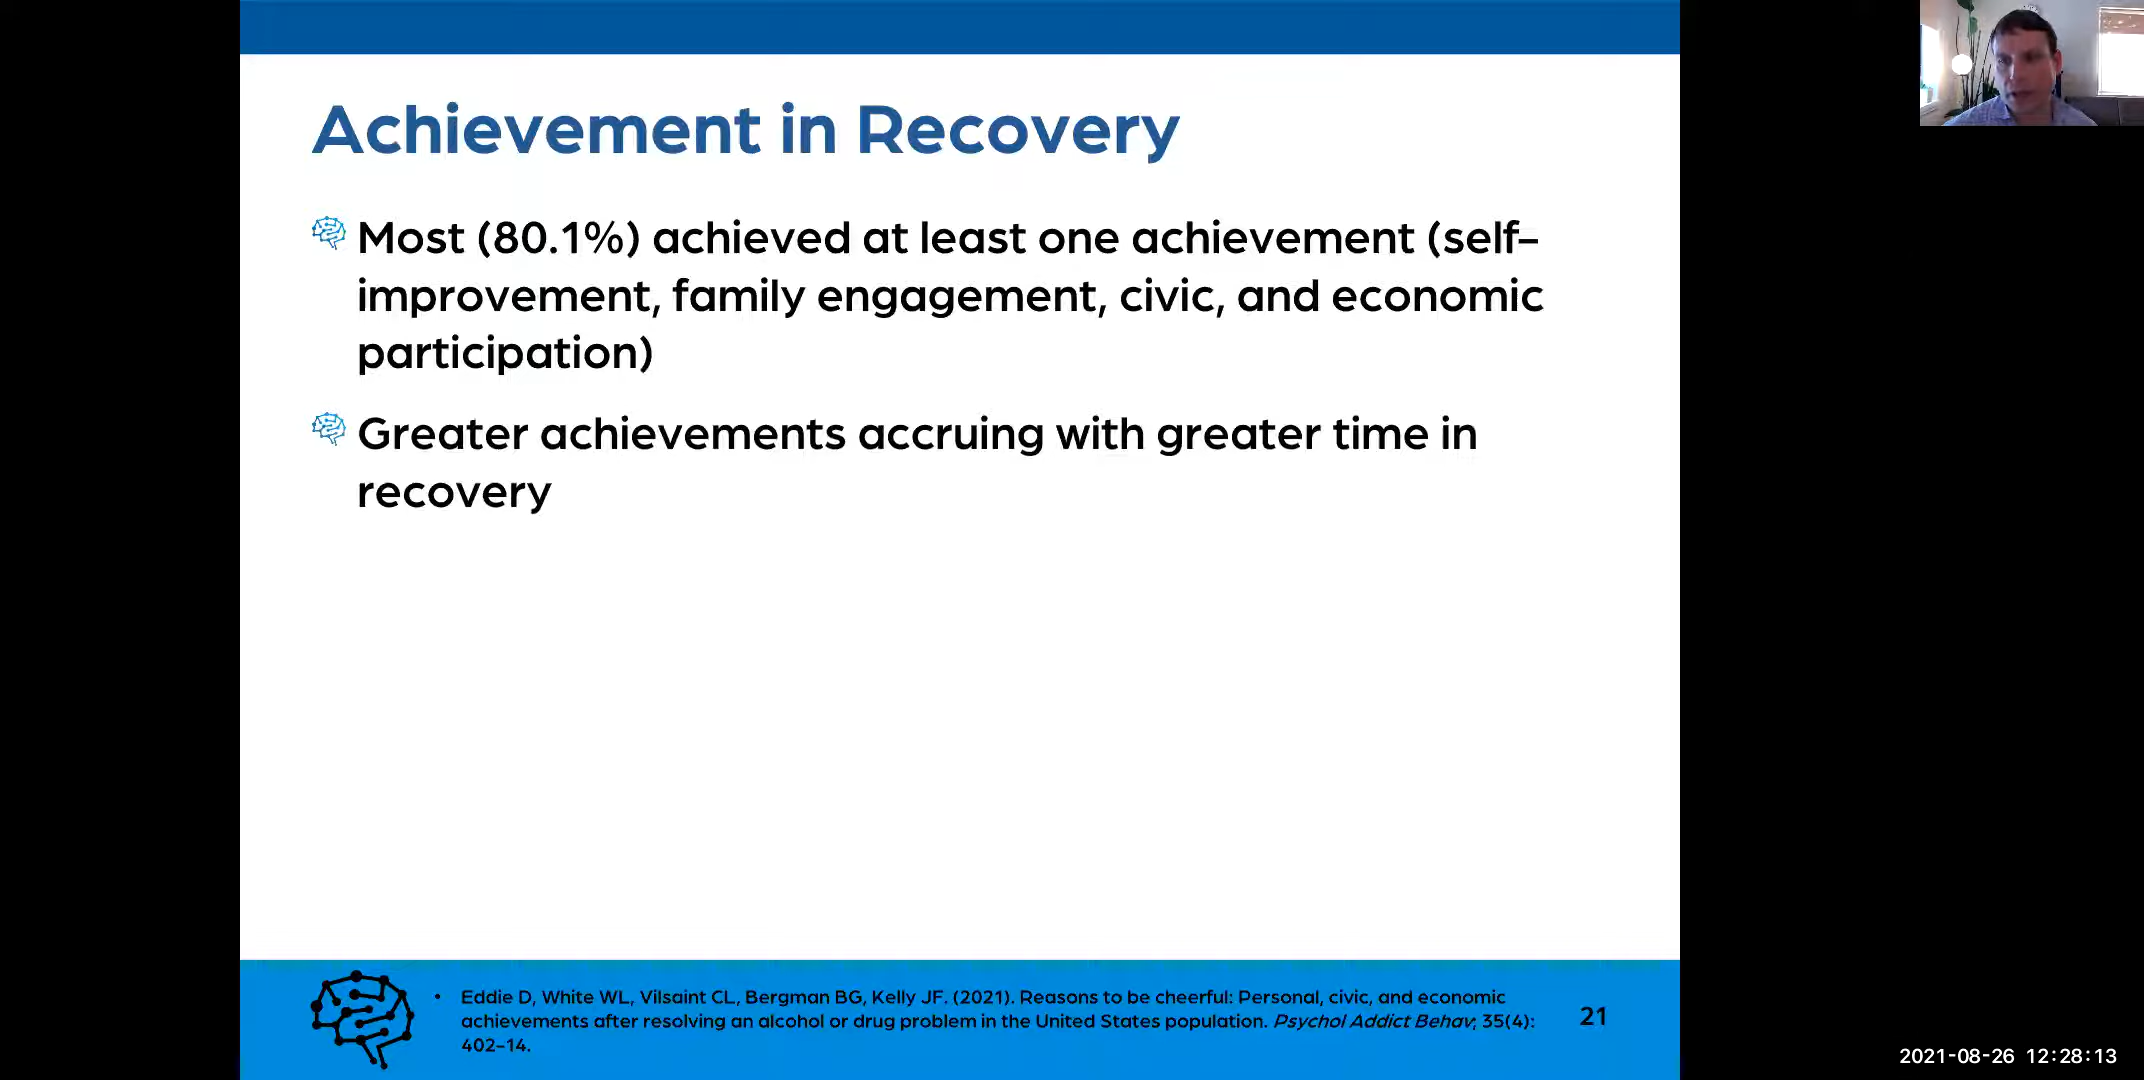 Achievement in Recovery
Most (80.1%) achieved at least one achievement (self-
improvement, family engagement, civic, and economic
participation)
Greater achievements accruing with greater time in
recovery
• Eddie D, White WL, Vilsaint CL, Bergman BG, Kelly JF. (2021). Reasons to be cheerful: Personal, civic, and economic
achievements after resolving an alcohol or drug problem in the United States population. Psychol Addict Behav; 35(4):
402-14.
21
2021-08-26 12:28:13